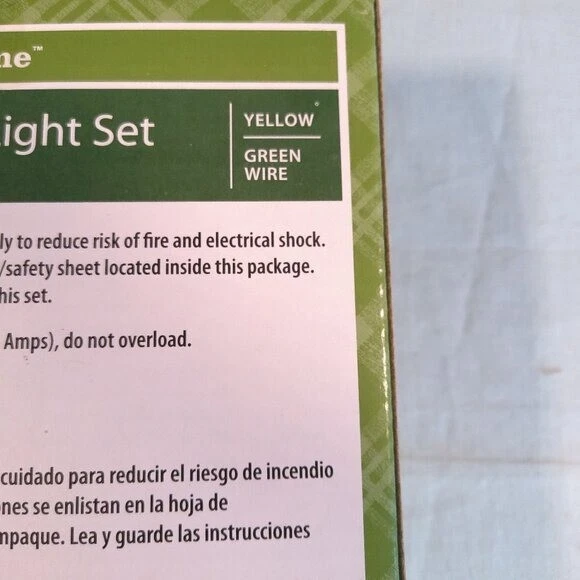 me™
Light Set
YELLOW
GREEN
WIRE
ly to reduce risk of fire and electrical shock.
/safety sheet located inside this package.
his set.
Amps), do not overload.
cuidado para reducir el riesgo de incendio
nes se enlistan en la hoja de
mpaque. Lea y guarde las instrucciones